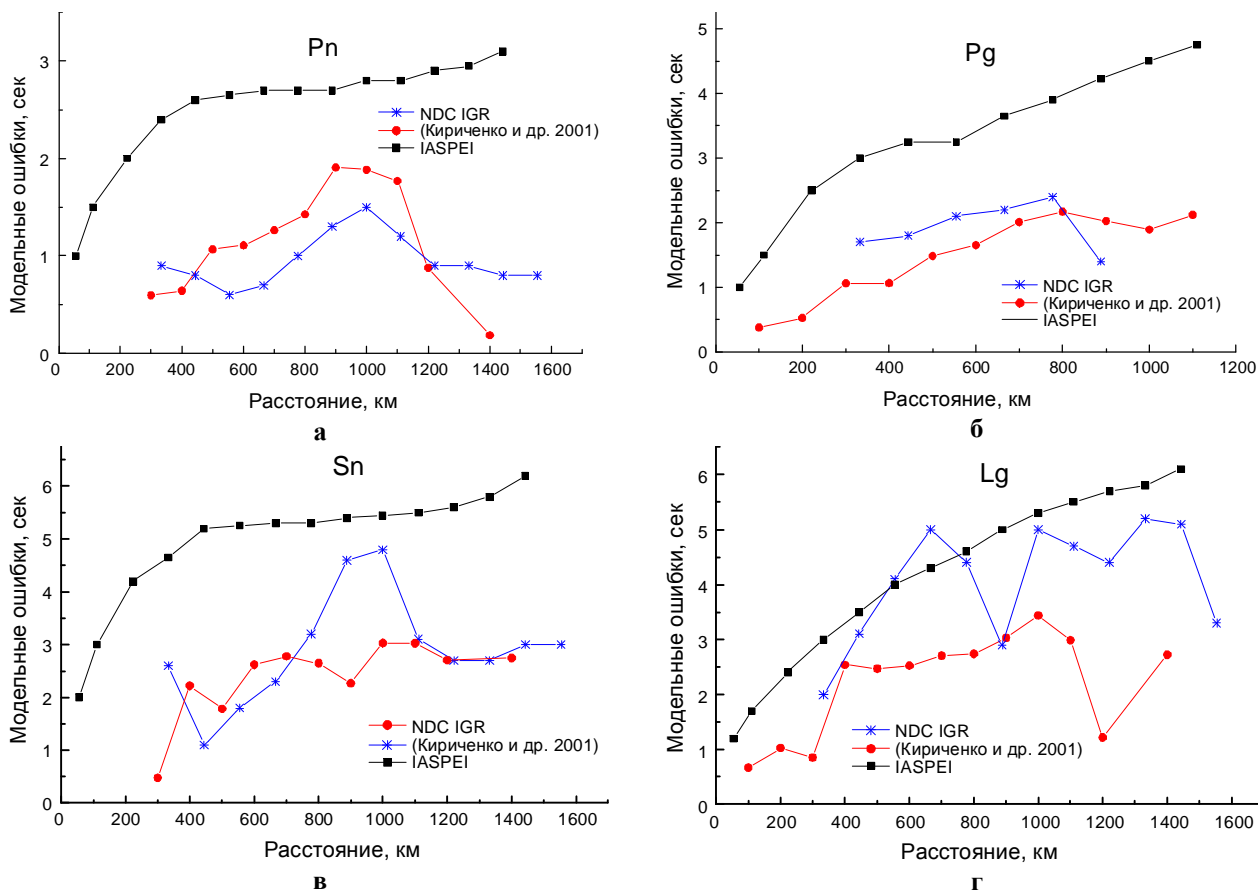 Pn
Модельные ошибки, сек
3
2
1
0
NDC IGR
(Кириченко и др. 2001)
IASPEI
0 200 400 600 800 1000 1200 1400 1600
Расстояние, км
а
Pg
Модельные ошибки, сек
5
4
3
2
1
0
NDC IGR
(Кириченко и др. 2001)
IASPEI
0 200 400 600 800 1000 1200
Расстояние, км
б
Sn
Модельные ошибки, сек
6
5
4
3
2
1
0
NDC IGR
(Кириченко и др. 2001)
IASPEI
0 200 400 600 800 1000 1200 1400 1600
Расстояние, км
в
Lg
Модельные ошибки, сек
6
5
4
3
2
1
0
NDC IGR
(Кириченко и др. 2001)
IASPEI
0 200 400 600 800 1000 1200 1400 1600
Расстояние, км
г